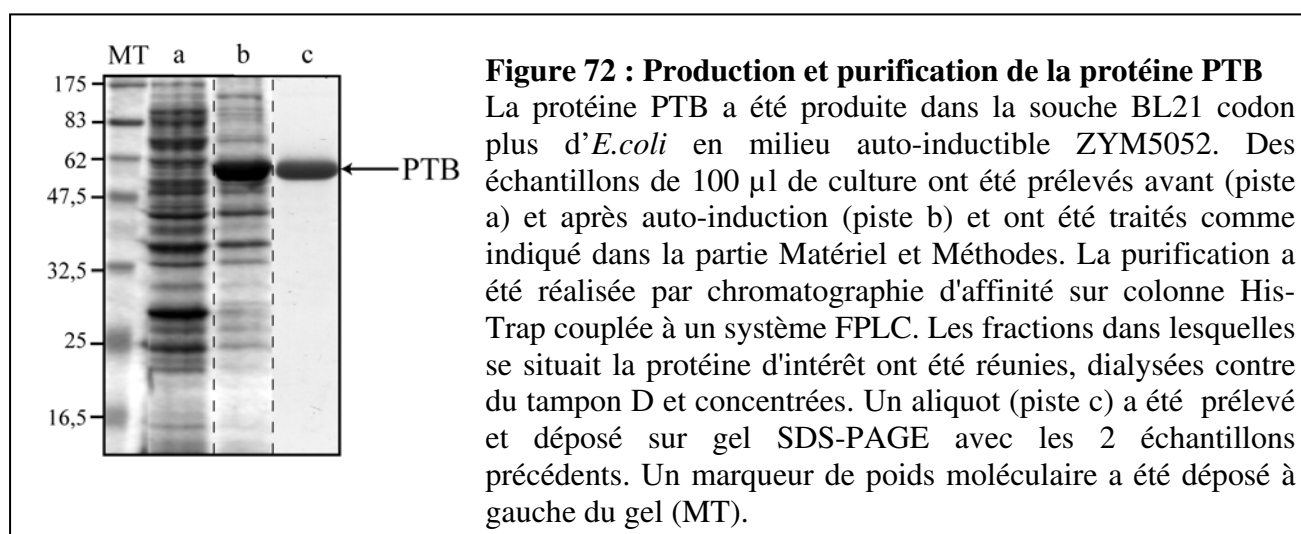 MT a b c
175
83
62
47,5
32,5
25
16,5
PTB
Figure 72 : Production et purification de la protéine PTB
La protéine PTB a été produite dans la souche BL21 codon
plus d'E.coli en milieu auto-inductible ZYM5052. Des
échantillons de 100 µl de culture ont été prélevés avant (piste
a) et après auto-induction (piste b) et ont été traités comme
indiqué dans la partie Matériel et Méthodes. La purification a
été réalisée par chromatographie d'affinité sur colonne His-
Trap couplée à un système FPLC. Les fractions dans lesquelles
se situait la protéine d'intérêt ont été réunies, dialysées contre
du tampon D et concentrées. Un aliquot (piste c) a été prélevé
et déposé sur gel SDS-PAGE avec les 2 échantillons
précédents. Un marqueur de poids moléculaire a été déposé à
gauche du gel (MT).